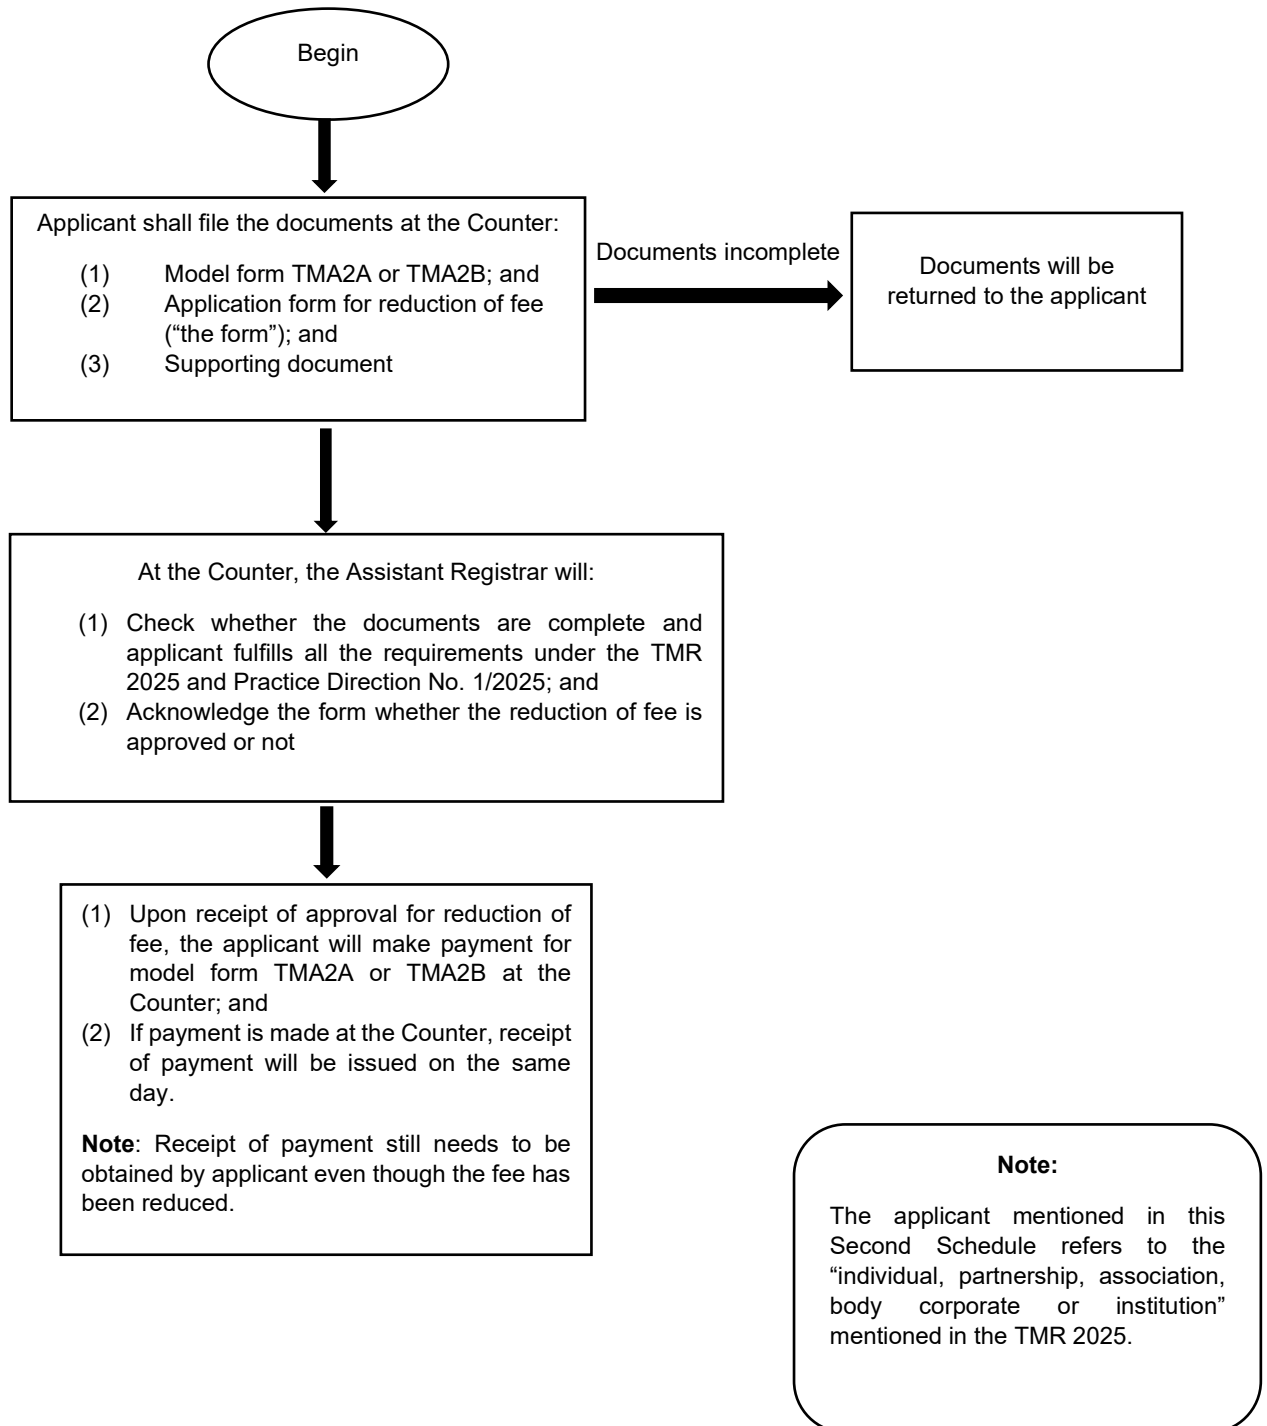 Begin
Applicant shall file the documents at the Counter:
(1) Model form TMA2A or TMA2B; and
(2) Application form for reduction of fee
(“the form”); and
(3) Supporting document
Documents incomplete
Documents will be
returned to the applicant
At the Counter, the Assistant Registrar will:
(1) Check whether the documents are complete and
applicant fulfills all the requirements under the TMR
2025 and Practice Direction No. 1/2025; and
(2) Acknowledge the form whether the reduction of fee is
approved or not
(1) Upon receipt of approval for reduction of
fee, the applicant will make payment for
model form TMA2A or TMA2B at the
Counter; and
(2) If payment is made at the Counter, receipt
of payment will be issued on the same
day.
Note: Receipt of payment still needs to be
obtained by applicant even though the fee has
been reduced.
Note:
The applicant mentioned in this
Second Schedule refers to the
“individual, partnership, association,
body corporate or institution”
mentioned in the TMR 2025.